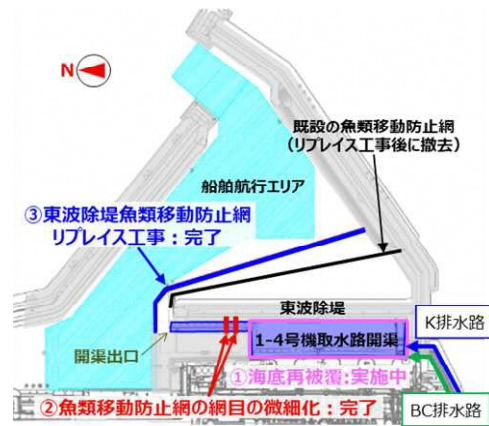 N
既設の魚類移動防止網
(リプレイス工事後に撤去)
船舶航行エリア
③東波除堤魚類移動防止網
リプレイス工事：完了
東波除堤
K排水路
開渠出口
1-4号機取水路開渠
①海底再被覆:実施中
②魚類移動防止網の網目の微細化：完了
BC排水路